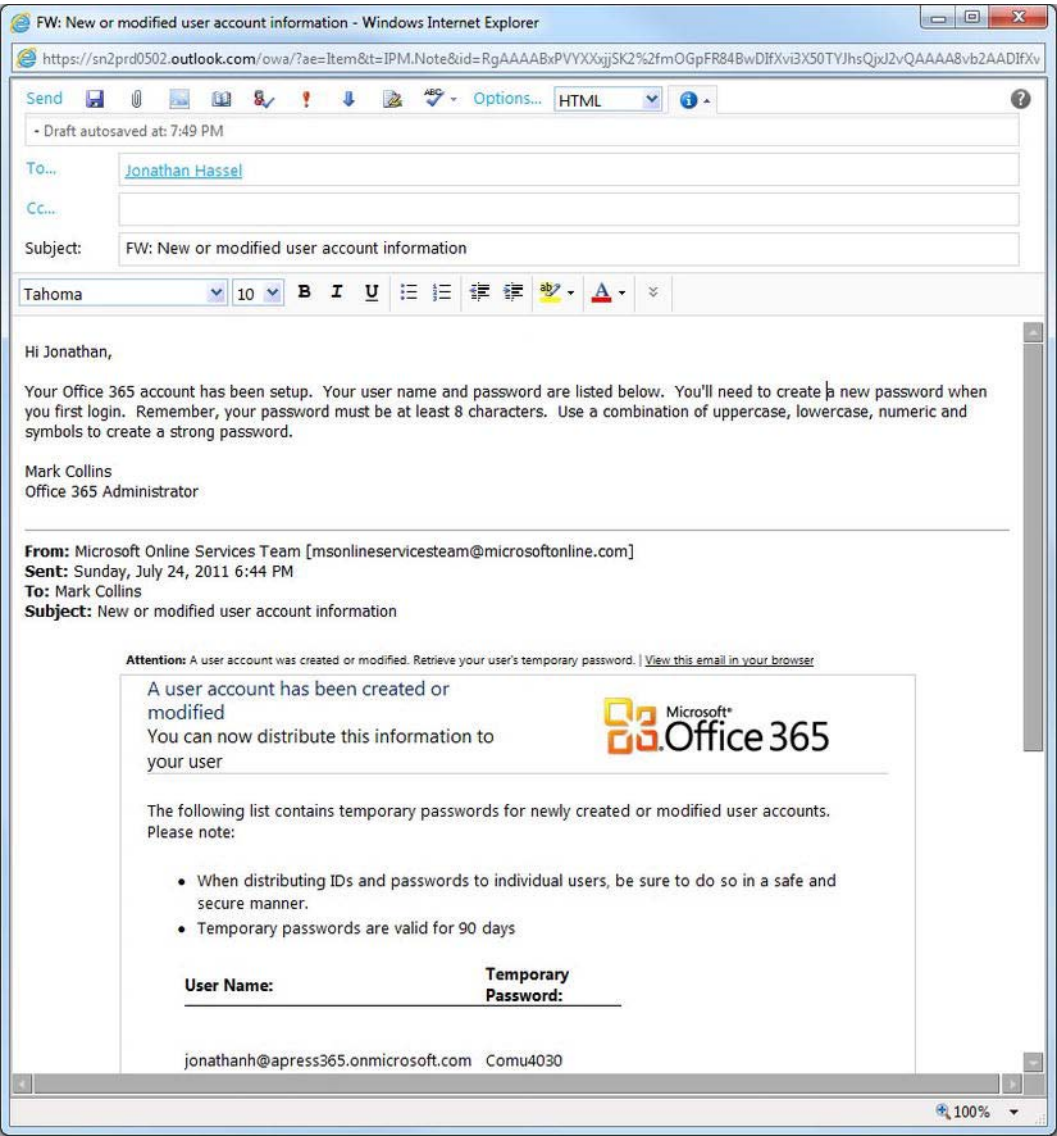 FW: New or modified user account information - Windows Internet Explorer
https://sn2prd0502.outlook.com/owa/?ae=Item&t=IPM.Note&id=RgAAAABxPVYXXxjjSK2%2fmOGpFR84BwDIfXvi3X50TYJhsQjxJ2vQAAAA8vb2AADIfXv
Send ABC Options... HTML
• Draft autosaved at: 7:49 PM
To... Jonathan Hassel
Cc...
Subject: FW: New or modified user account information
Tahoma 10 B I U ab A
Hi Jonathan,
Your Office 365 account has been setup. Your user name and password are listed below. You'll need to create a new password when
you first login. Remember, your password must be at least 8 characters. Use a combination of uppercase, lowercase, numeric and
symbols to create a strong password.
Mark Collins
Office 365 Administrator
From: Microsoft Online Services Team [msonlineservicesteam@microsoftonline.com]
Sent: Sunday, July 24, 2011 6:44 PM
To: Mark Collins
Subject: New or modified user account information
Attention: A user account was created or modified. Retrieve your user's temporary password. | View this email in your browser
A user account has been created or
modified
You can now distribute this information to
your user
Microsoft®
Office 365
The following list contains temporary passwords for newly created or modified user accounts.
Please note:
• When distributing IDs and passwords to individual users, be sure to do so in a safe and
secure manner.
• Temporary passwords are valid for 90 days
User Name: Temporary
Password:
jonathanh@apress365.onmicrosoft.com Comu4030
100%